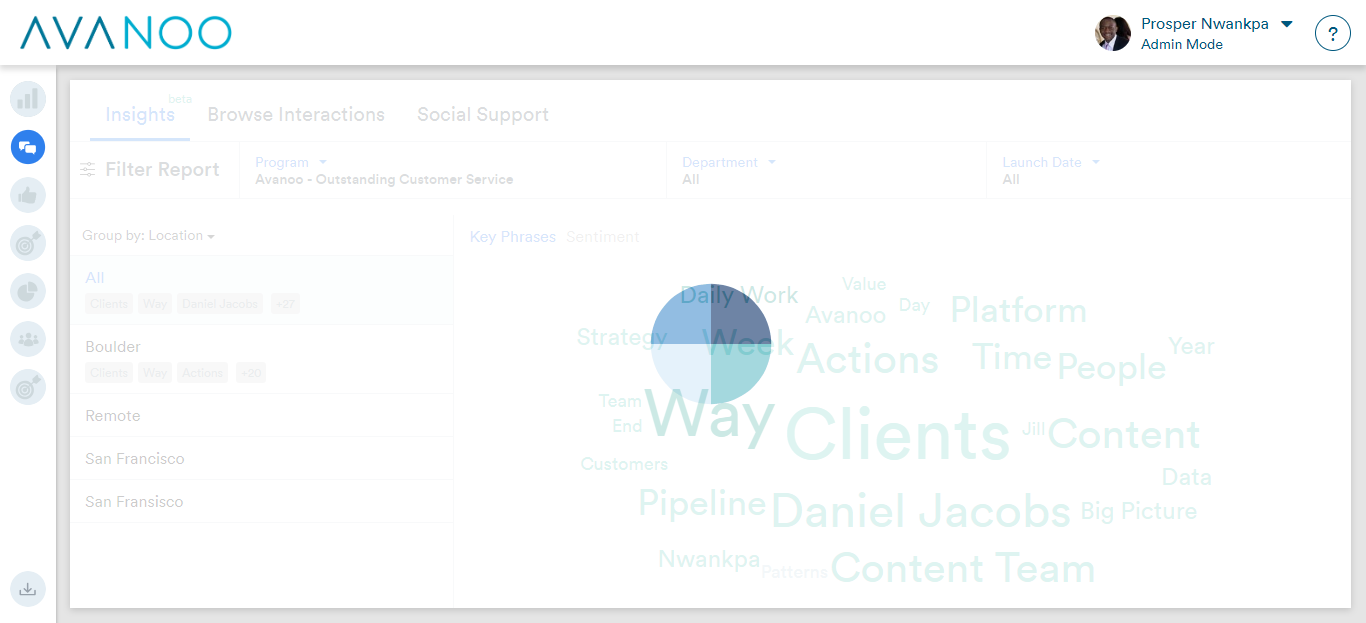 AVANOO
Prosper Nwankpa
Admin Mode
?
Insights beta
Browse Interactions
Social Support
Filter Report
Program
Avanoo - Outstanding Customer Service
Department
All
Launch Date
All
Group by: Location
All
Clients Way Daniel Jacobs +27
Boulder
Clients Way Actions +20
Remote
San Francisco
San Fransisco
Key Phrases Sentiment
Daily Work
Value
Day
Avanoo
Platform
Strategy
Week
Actions
Time
People
Year
Team
End
Way
Clients
Jill
Content
Customers
Data
Pipeline
Daniel Jacobs
Big Picture
Nwankpa
Patterns
Content Team